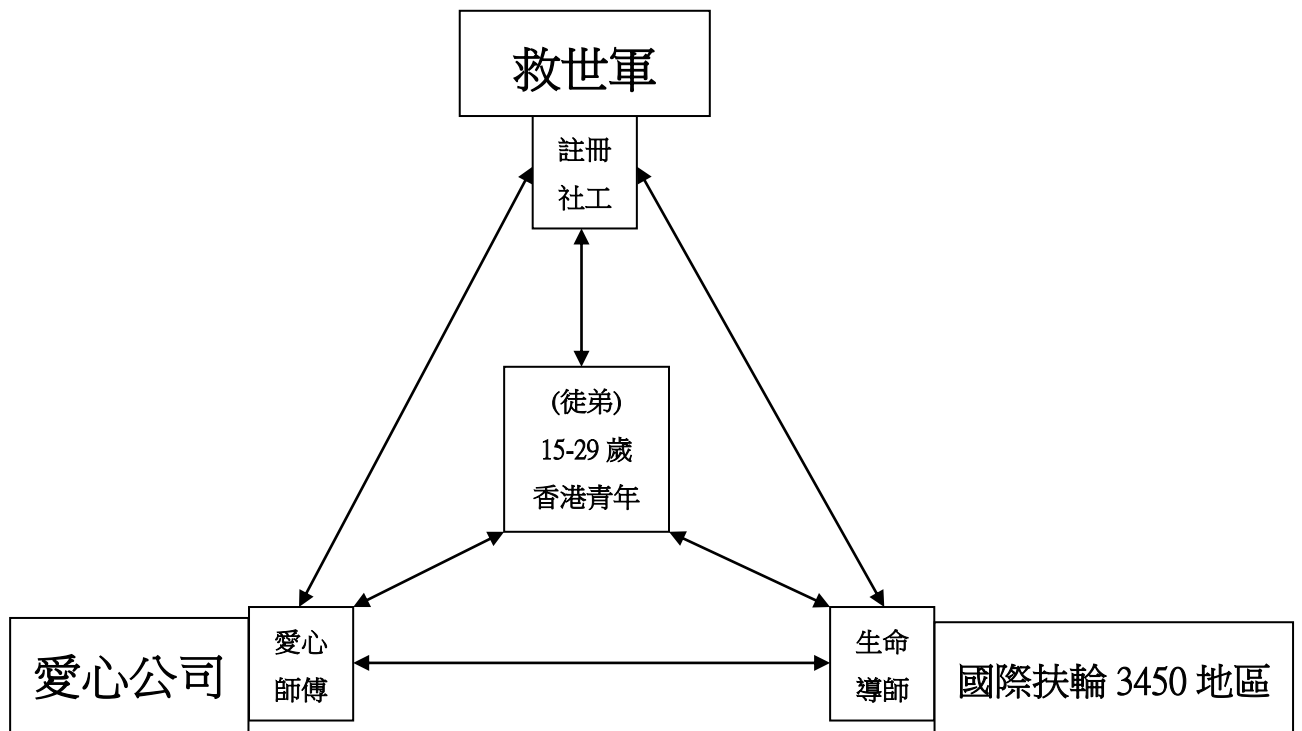 救世軍
註冊
社工
(徒弟)
15-29 歲
香港青年
愛心公司
愛心
師傅
生命
導師
國際扶輪 3450 地區